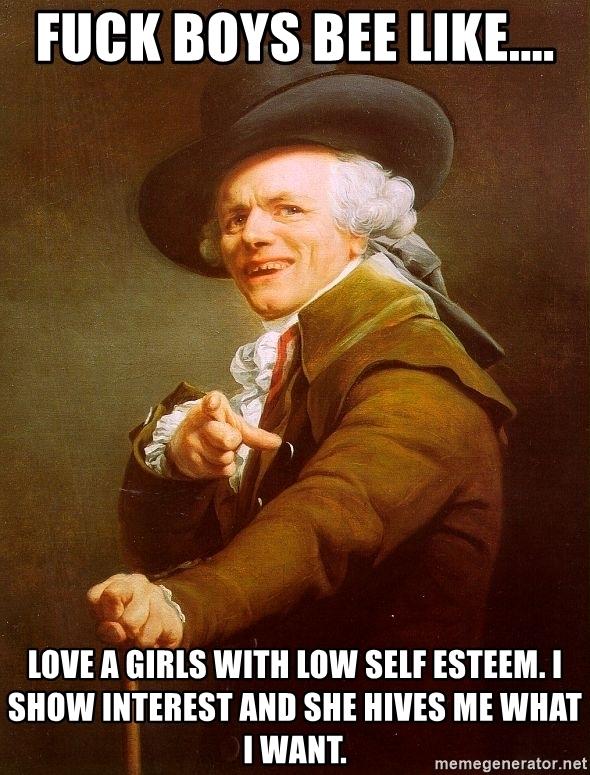 FUCK BOYS BEE LIKE....
LOVE A GIRLS WITH LOW SELF ESTEEM. I
SHOW INTEREST AND SHE HIVES ME WHAT
I WANT.
memegenerator.net